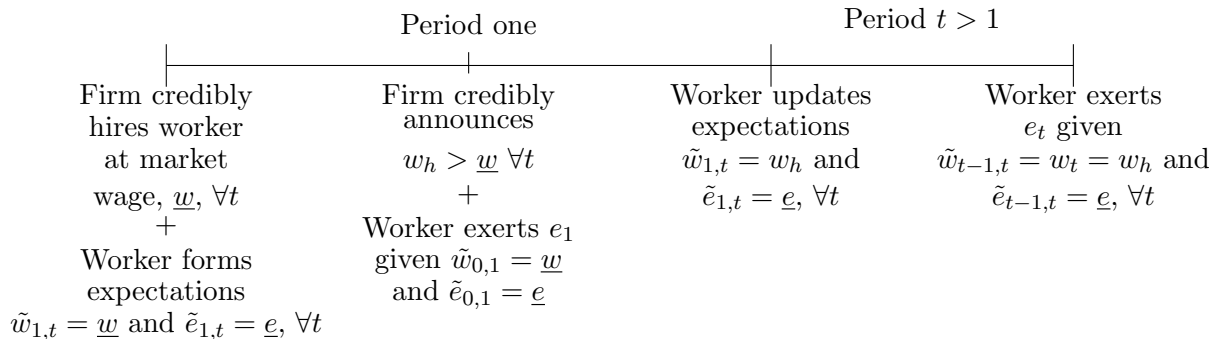 Period one
Period t > 1
Firm credibly
hires worker
at market
wage, w̲, ∀t
+
Worker forms
expectations
w̃₁,ₜ = w̲ and ẽ₁,ₜ = e̲, ∀t
Firm credibly
announces
wₕ > w̲ ∀t
+
Worker exerts e₁
given w̃₀,₁ = w̲
and ẽ₀,₁ = e̲
Worker updates
expectations
w̃₁,ₜ = wₕ and
ẽ₁,ₜ = e̲, ∀t
Worker exerts
eₜ given
w̃ₜ₋₁,ₜ = wₜ = wₕ and
ẽₜ₋₁,ₜ = e̲, ∀t